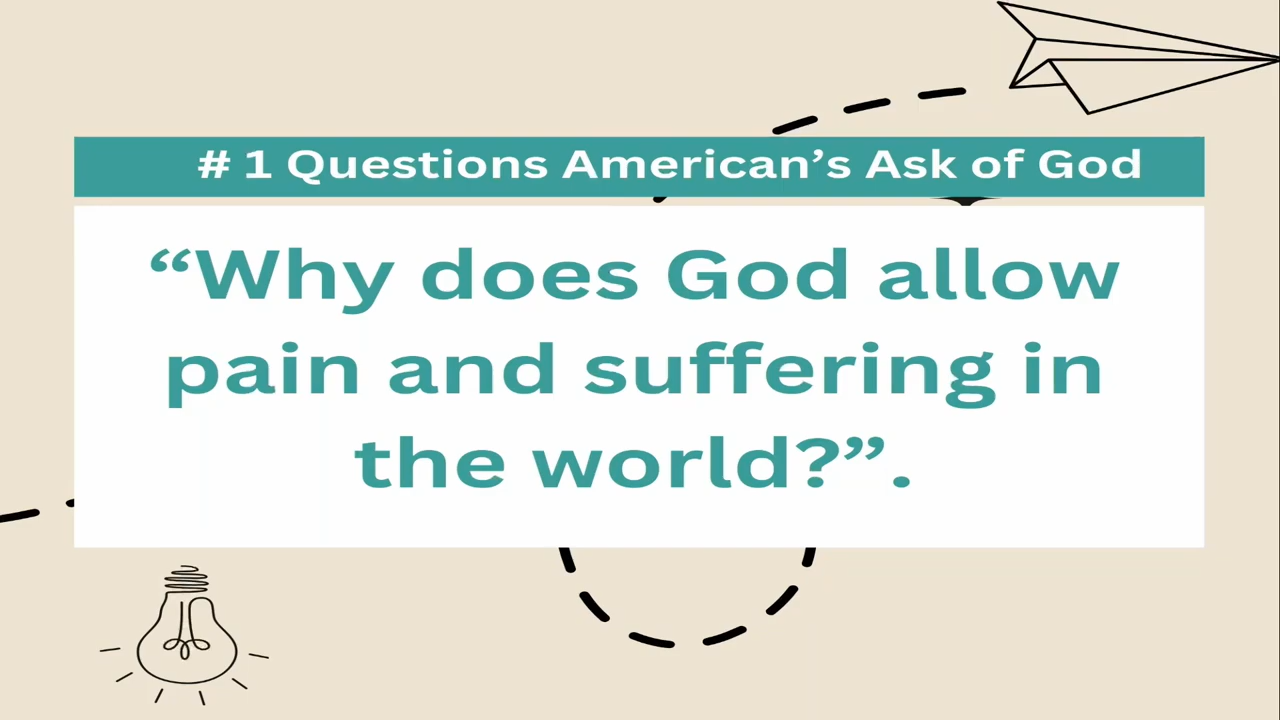 # 1 Questions American’s Ask of God
“Why does God allow
pain and suffering in
the world?”.